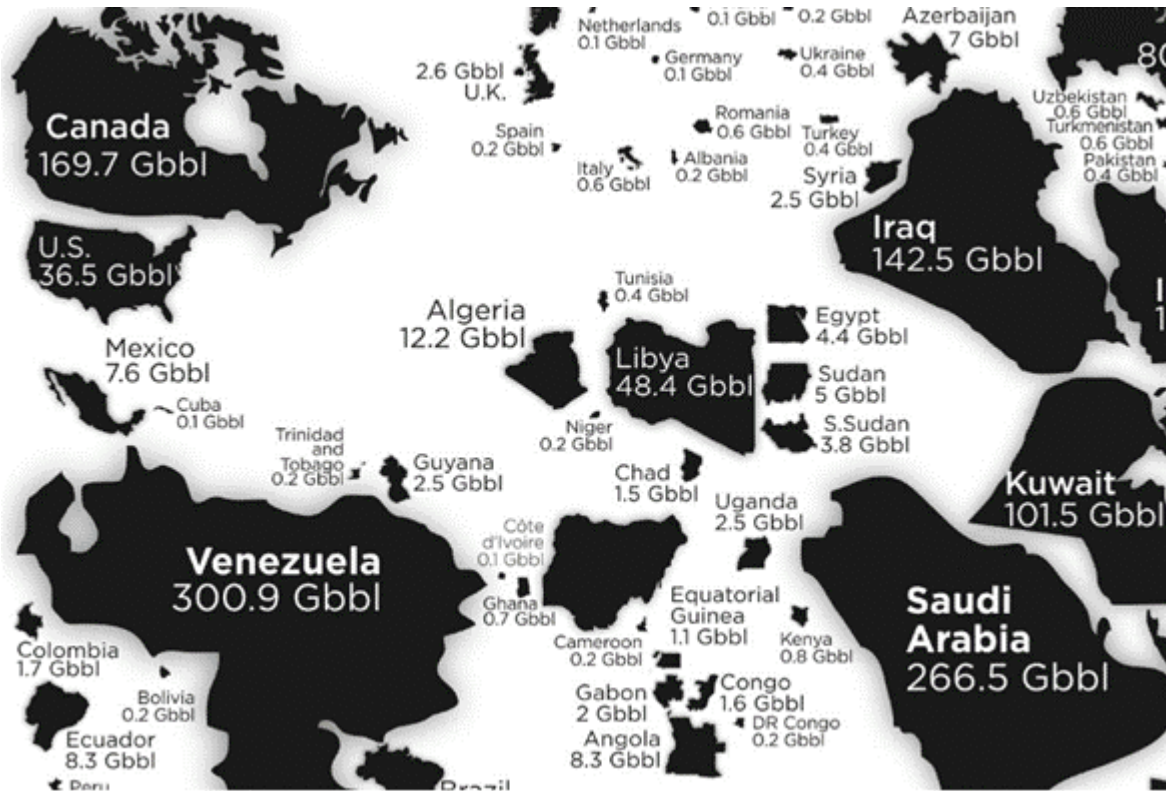 Netherlands
0.1 Gbbl
0.1 Gbbl
0.2 Gbbl
Azerbaijan
7 Gbbl
80
2.6 Gbbl
U.K.
Germany
0.1 Gbbl
Ukraine
0.4 Gbbl
Uzbekistan
0.6 Gbbl
Turkmenistan
0.6 Gbbl
Pakistan
0.4 Gbbl
Canada
169.7 Gbbl
Spain
0.2 Gbbl
Italy
0.6 Gbbl
Romania
0.6 Gbbl
Albania
0.2 Gbbl
Turkey
0.4 Gbbl
Syria
2.5 Gbbl
Iraq
142.5 Gbbl
U.S.
36.5 Gbbl
Mexico
7.6 Gbbl
Cuba
0.1 Gbbl
Algeria
12.2 Gbbl
Tunisia
0.4 Gbbl
Libya
48.4 Gbbl
Egypt
4.4 Gbbl
Sudan
5 Gbbl
S.Sudan
3.8 Gbbl
Niger
0.2 Gbbl
Chad
1.5 Gbbl
Trinidad
and
Tobago
0.2 Gbbl
Guyana
2.5 Gbbl
Kuwait
101.5 Gbbl
Uganda
2.5 Gbbl
Venezuela
300.9 Gbbl
Côte
d'Ivoire
0.1 Gbbl
Ghana
0.7 Gbbl
Cameroon
0.2 Gbbl
Equatorial
Guinea
1.1 Gbbl
Kenya
0.8 Gbbl
Saudi
Arabia
266.5 Gbbl
Colombia
1.7 Gbbl
Bolivia
0.2 Gbbl
Ecuador
8.3 Gbbl
Gabon
2 Gbbl
Congo
1.6 Gbbl
DR Congo
0.2 Gbbl
Angola
8.3 Gbbl
Peru
Brazil